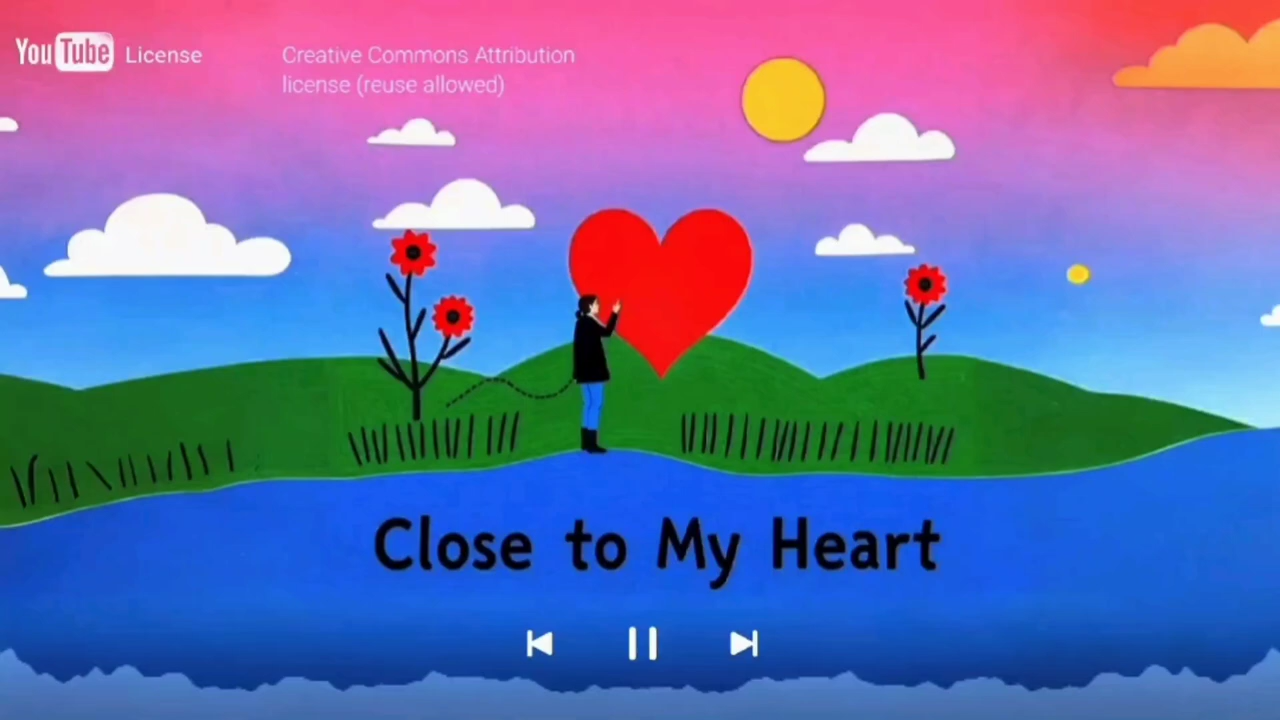 YouTube License
Creative Commons Attribution
license (reuse allowed)
Close to My Heart